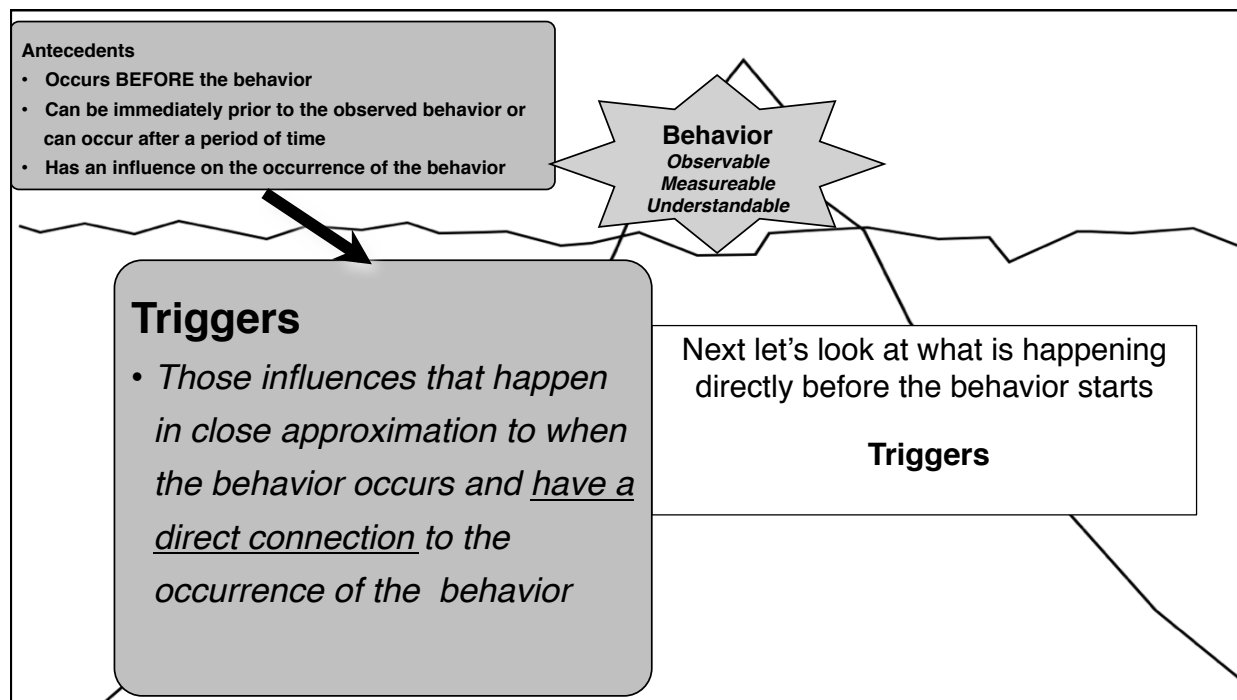 Antecedents
• Occurs BEFORE the behavior
• Can be immediately prior to the observed behavior or
can occur after a period of time
• Has an influence on the occurrence of the behavior
Behavior
Observable
Measureable
Understandable
Triggers
• Those influences that happen
in close approximation to when
the behavior occurs and have a
direct connection to the
occurrence of the  behavior
Next let’s look at what is happening
directly before the behavior starts
Triggers